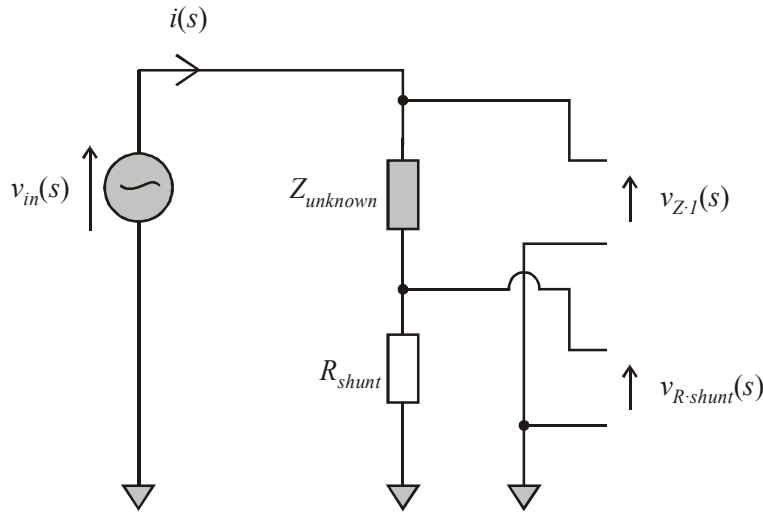 i(s)
v_in(s)
Z_unknown
v_Z·1(s)
R_shunt
v_R·shunt(s)